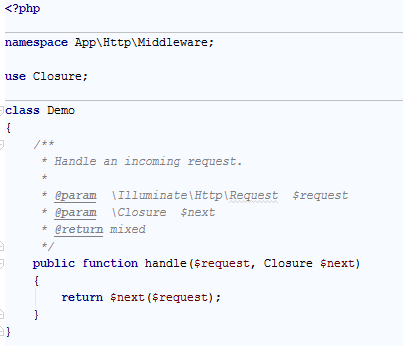 <?php
namespace App\Http\Middleware;
use Closure;
class Demo
{
/**
* Handle an incoming request.
*
* @param  \Illuminate\Http\Request  $request
* @param  \Closure  $next
* @return mixed
*/
public function handle($request, Closure $next)
{
return $next($request);
}
}